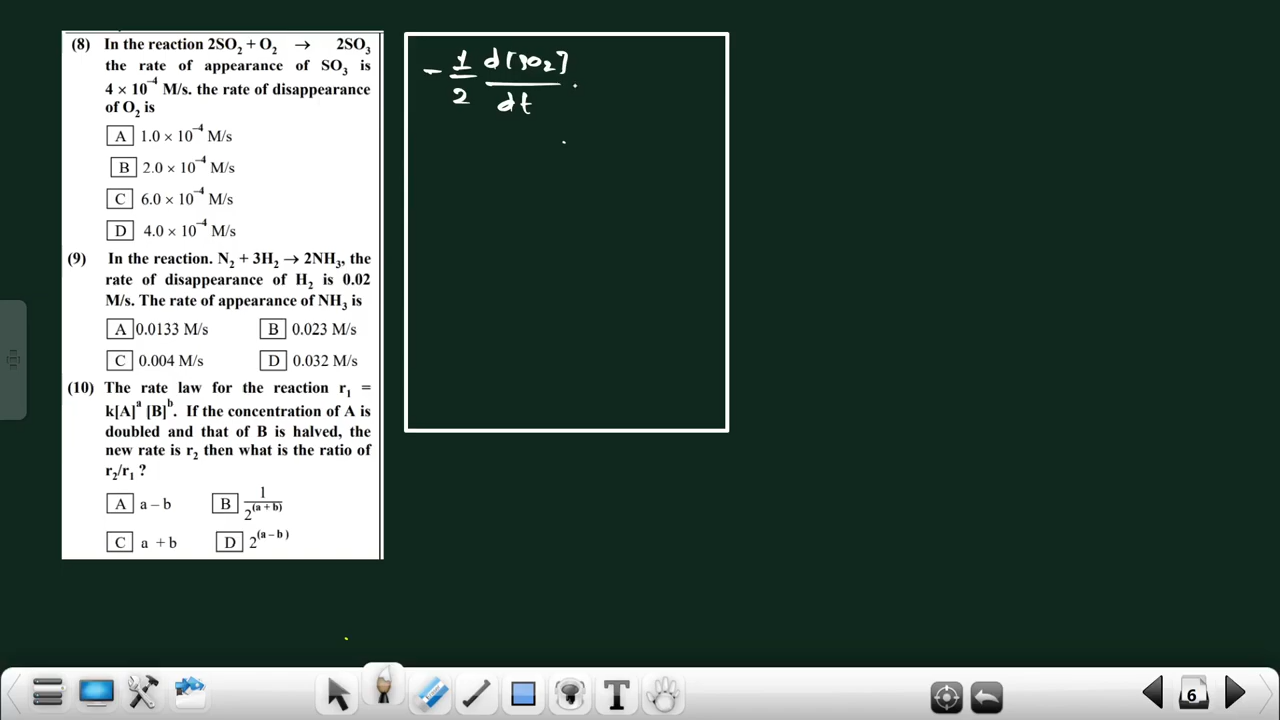 (8) In the reaction 2SO₂ + O₂ → 2SO₃
the rate of appearance of SO₃ is
4 × 10⁻⁴ M/s. the rate of disappearance
of O₂ is
A 1.0 × 10⁻⁴ M/s
B 2.0 × 10⁻⁴ M/s
C 6.0 × 10⁻⁴ M/s
D 4.0 × 10⁻⁴ M/s
(9) In the reaction. N₂ + 3H₂ → 2NH₃, the
rate of disappearance of H₂ is 0.02
M/s. The rate of appearance of NH₃ is
A 0.0133 M/s B 0.023 M/s
C 0.004 M/s D 0.032 M/s
(10) The rate law for the reaction r₁ =
k[A]ᵃ [B]ᵇ. If the concentration of A is
doubled and that of B is halved, the
new rate is r₂ then what is the ratio of
r₂/r₁ ?
A a – b B 1/2^(a + b)
C a + b D 2^(a – b )
- 1/2 d[SO₂]/dt
T
6